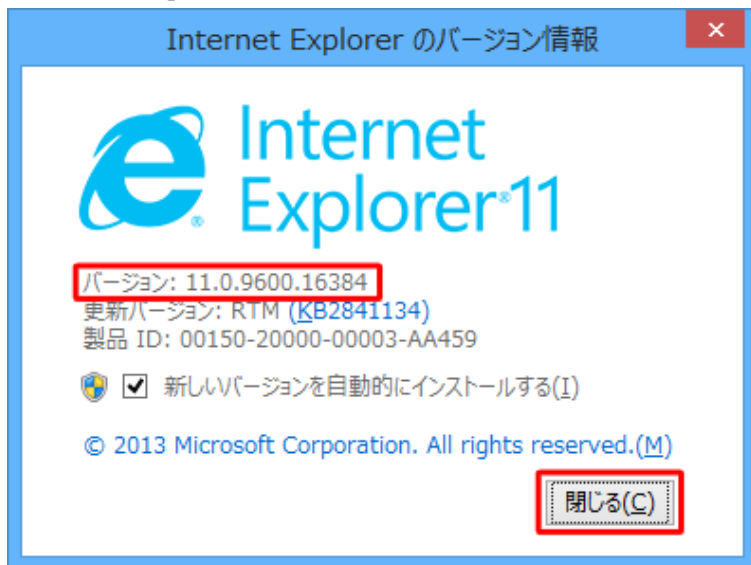 Internet Explorer のバージョン情報
Internet
Explorer®11
バージョン: 11.0.9600.16384
更新バージョン: RTM (KB2841134)
製品 ID: 00150-20000-00003-AA459
新しいバージョンを自動的にインストールする(I)
© 2013 Microsoft Corporation. All rights reserved.(M)
閉じる(C)